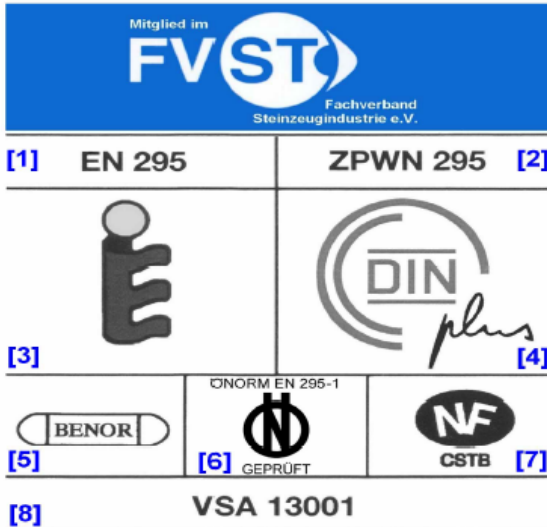 Mitglied im
FVST
Fachverband
Steinzeugindustrie e.V.
[1] EN 295
ZPWN 295 [2]
[3]
DIN
plus
[4]
BENOR
[5]
ÖNORM EN 295-1
N
[6] GEPRÜFT
NF
CSTB
[7]
[8] VSA 13001